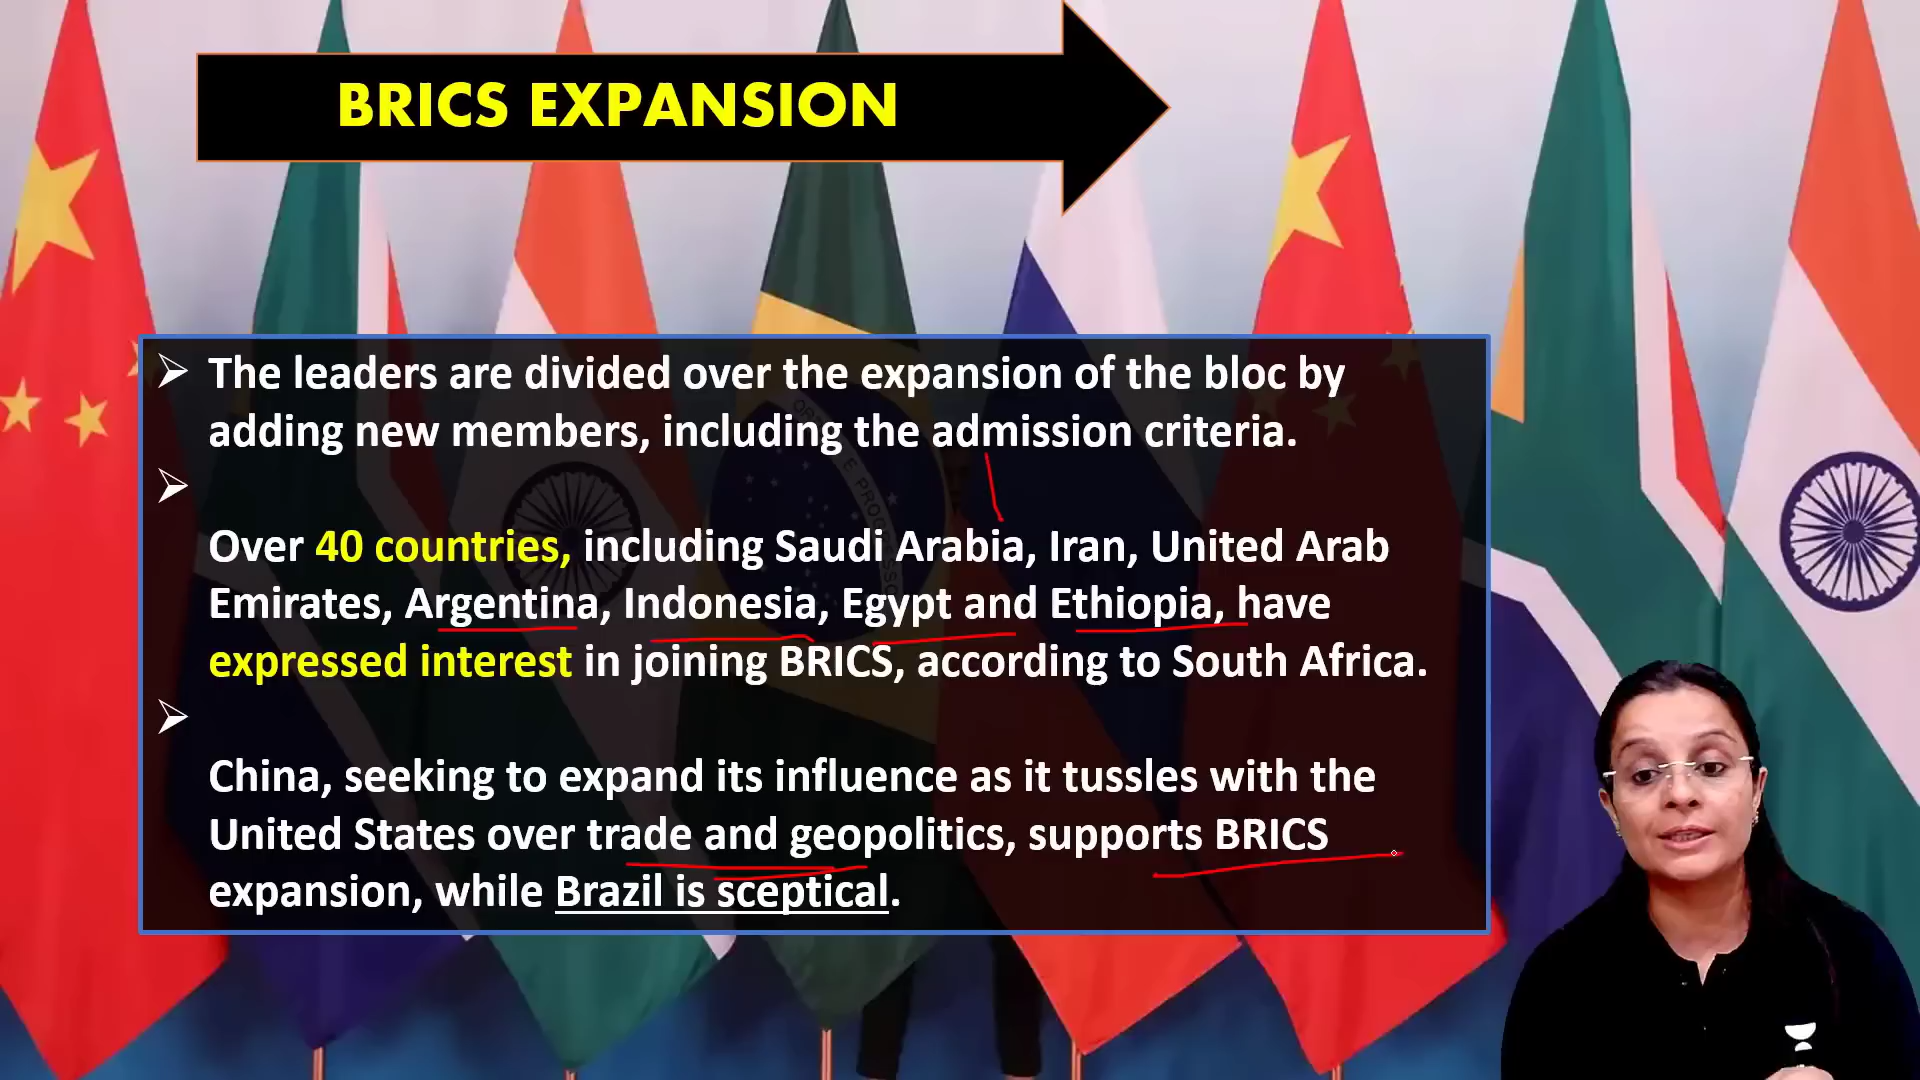 BRICS EXPANSION
The leaders are divided over the expansion of the bloc by
adding new members, including the admission criteria.
Over 40 countries, including Saudi Arabia, Iran, United Arab
Emirates, Argentina, Indonesia, Egypt and Ethiopia, have
expressed interest in joining BRICS, according to South Africa.
China, seeking to expand its influence as it tussles with the
United States over trade and geopolitics, supports BRICS
expansion, while Brazil is sceptical.